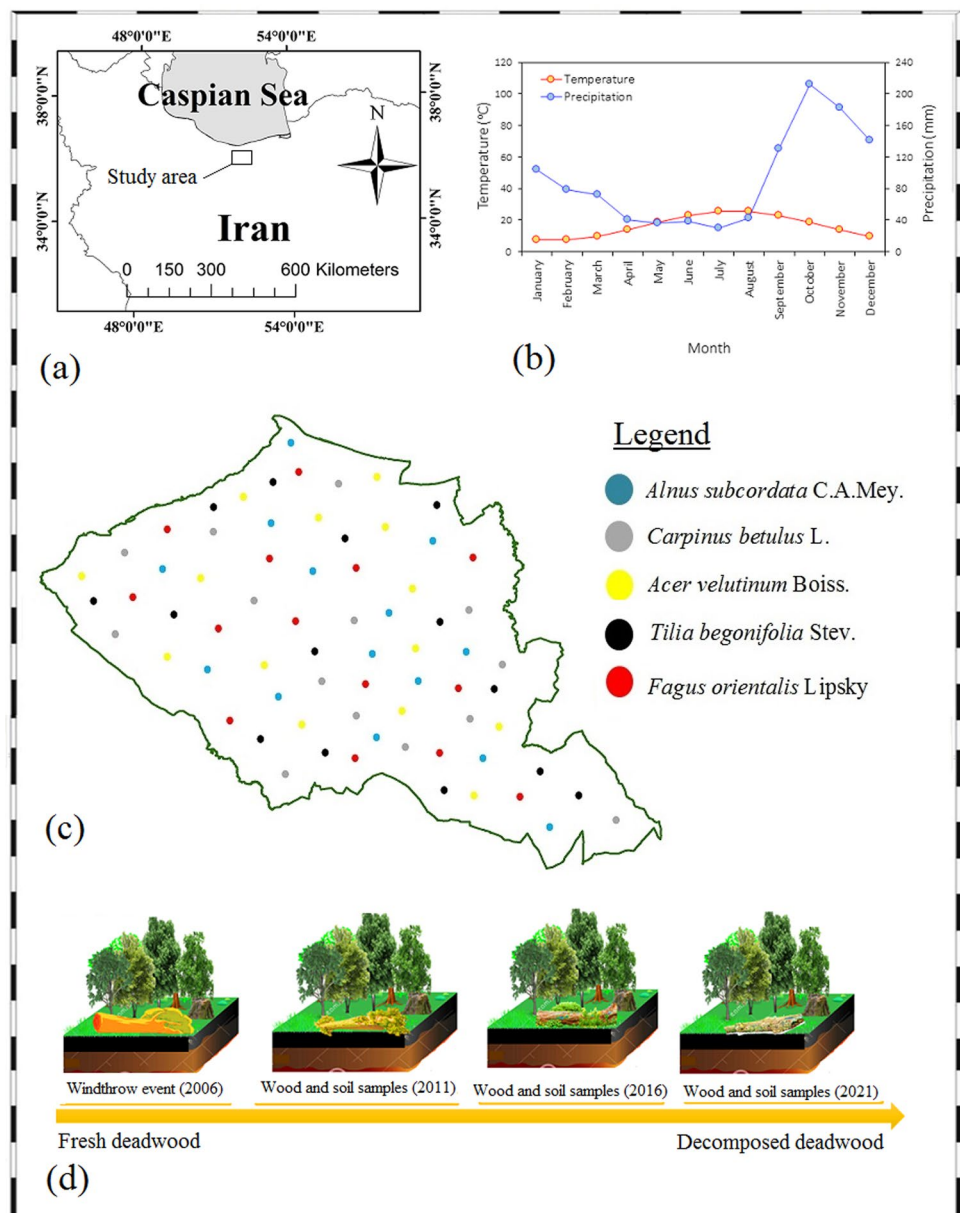 48°0'0"E 54°0'0"E
38°0'0"N
34°0'0"N
Caspian Sea
N
38°0'0"N
34°0'0"N
Study area
Iran
0 150 300 600 Kilometers
48°0'0"E 54°0'0"E
(a)
Temperature
Precipitation
Temperature (ºC)
120
100
80
60
40
20
0
Precipitation (mm)
240
200
160
120
80
40
0
January
February
March
April
May
June
July
August
September
October
November
December
Month
(b)
Legend
Alnus subcordata C.A.Mey.
Carpinus betulus L.
Acer velutinum Boiss.
Tilia begonifolia Stev.
Fagus orientalis Lipsky
(c)
Windthrow event (2006)
Wood and soil samples (2011)
Wood and soil samples (2016)
Wood and soil samples (2021)
Fresh deadwood
Decomposed deadwood
(d)